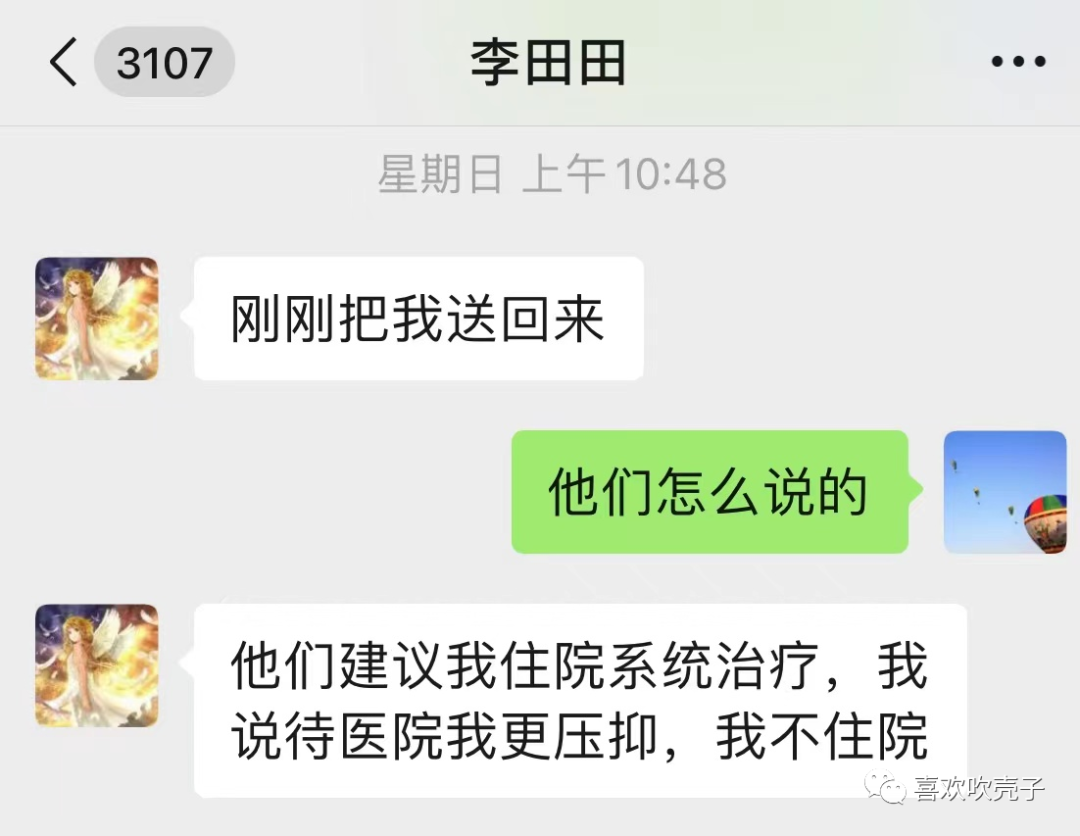 3107
李田田
星期日 上午10:48
刚刚把我送回来
他们怎么说的
他们建议我住院系统治疗，我
说待医院我更压抑，我不住院
喜欢吹壳子